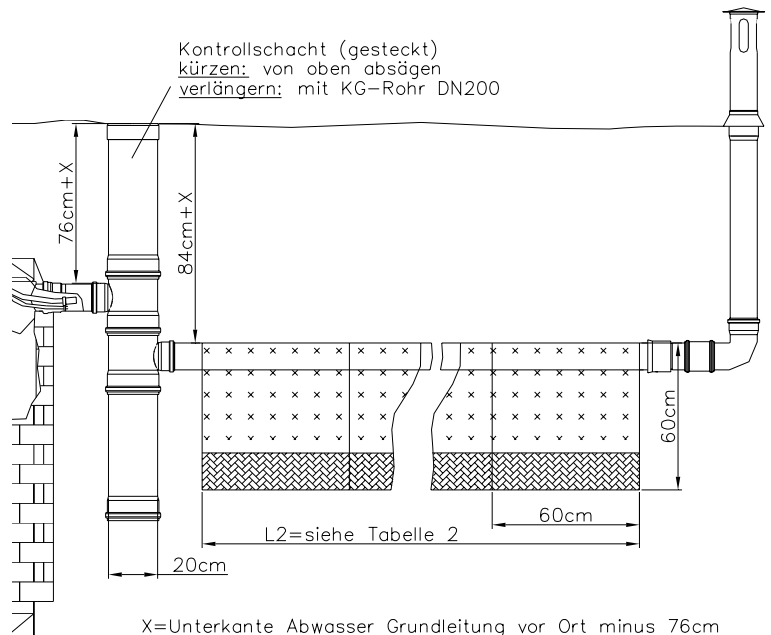 Kontrollschacht (gesteckt)
kürzen: von oben absägen
verlängern: mit KG-Rohr DN200
76cm+X
84cm+X
60cm
60cm
L2=siehe Tabelle 2
20cm
X=Unterkante Abwasser Grundleitung vor Ort minus 76cm